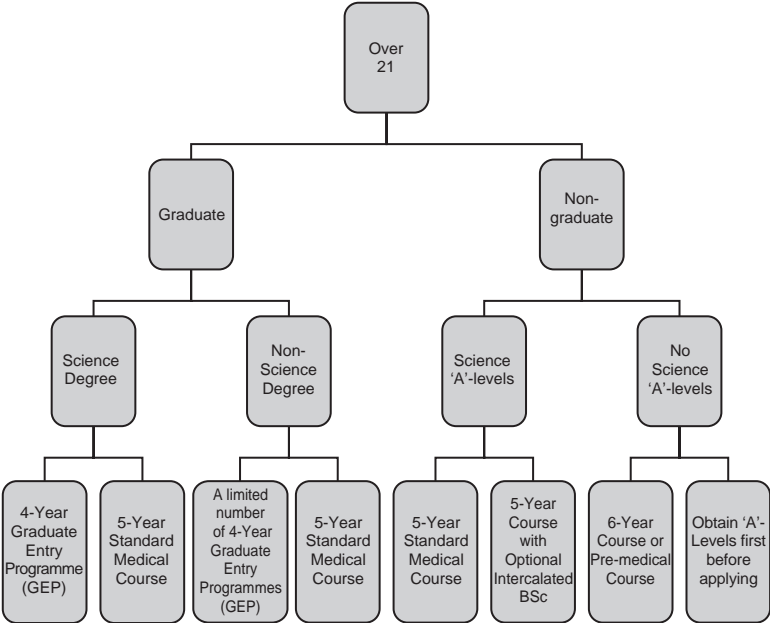 Over
21
Graduate
Non-
graduate
Science
Degree
Non-
Science
Degree
Science
‘A’-levels
No
Science
‘A’-levels
4-Year
Graduate
Entry
Programme
(GEP)
5-Year
Standard
Medical
Course
A limited
number
of 4-Year
Graduate
Entry
Programmes
(GEP)
5-Year
Standard
Medical
Course
5-Year
Standard
Medical
Course
5-Year
Course
with
Optional
Intercalated
BSc
6-Year
Course or
Pre-medical
Course
Obtain ‘A’-
Levels first
before
applying